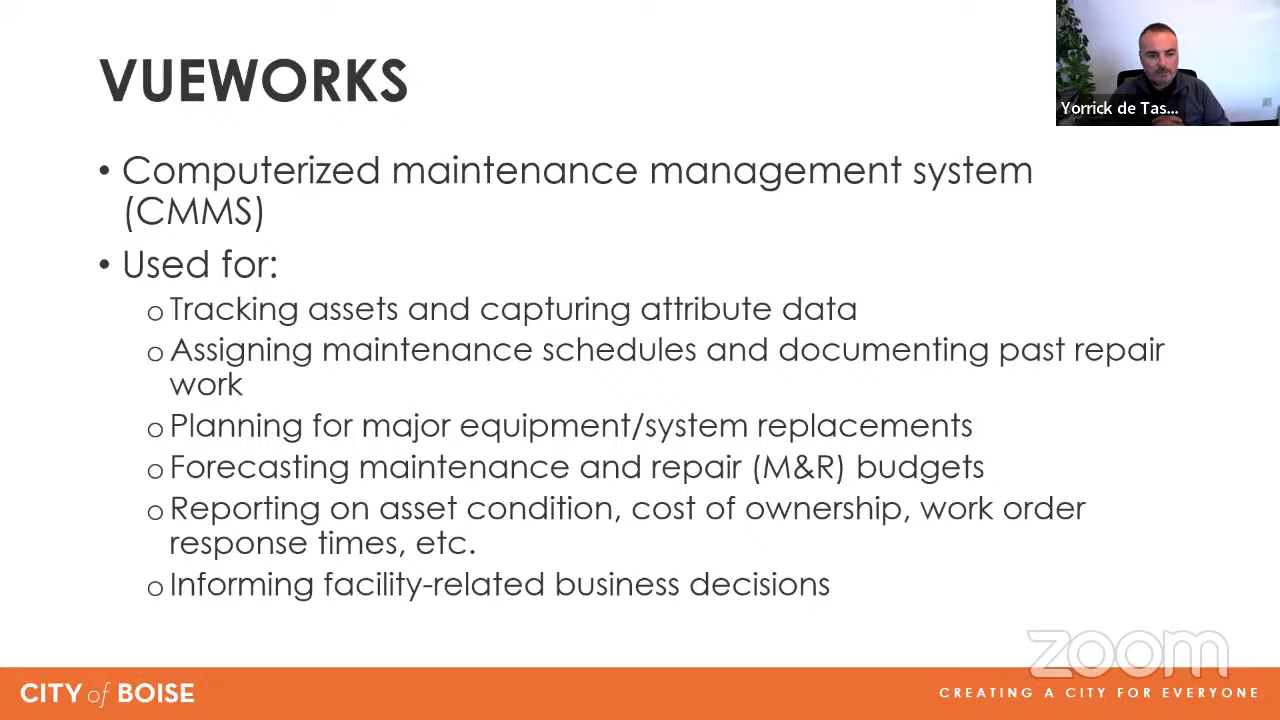 VUEWORKS
Yorrick de Tas...
• Computerized maintenance management system
(CMMS)
• Used for:
o Tracking assets and capturing attribute data
o Assigning maintenance schedules and documenting past repair
work
o Planning for major equipment/system replacements
o Forecasting maintenance and repair (M&R) budgets
o Reporting on asset condition, cost of ownership, work order
response times, etc.
o Informing facility-related business decisions
zoom
CITY of BOISE
CREATING A CITY FOR EVERYONE